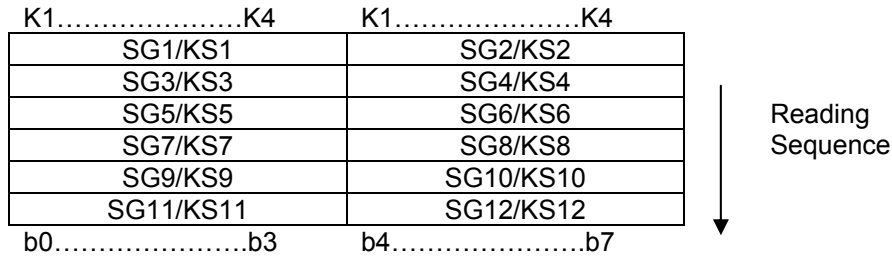 K1…………………K4 K1…………………K4
SG1/KS1 SG2/KS2
SG3/KS3 SG4/KS4
SG5/KS5 SG6/KS6 Reading
SG7/KS7 SG8/KS8 Sequence
SG9/KS9 SG10/KS10
SG11/KS11 SG12/KS12
b0………………….b3 b4………………….b7